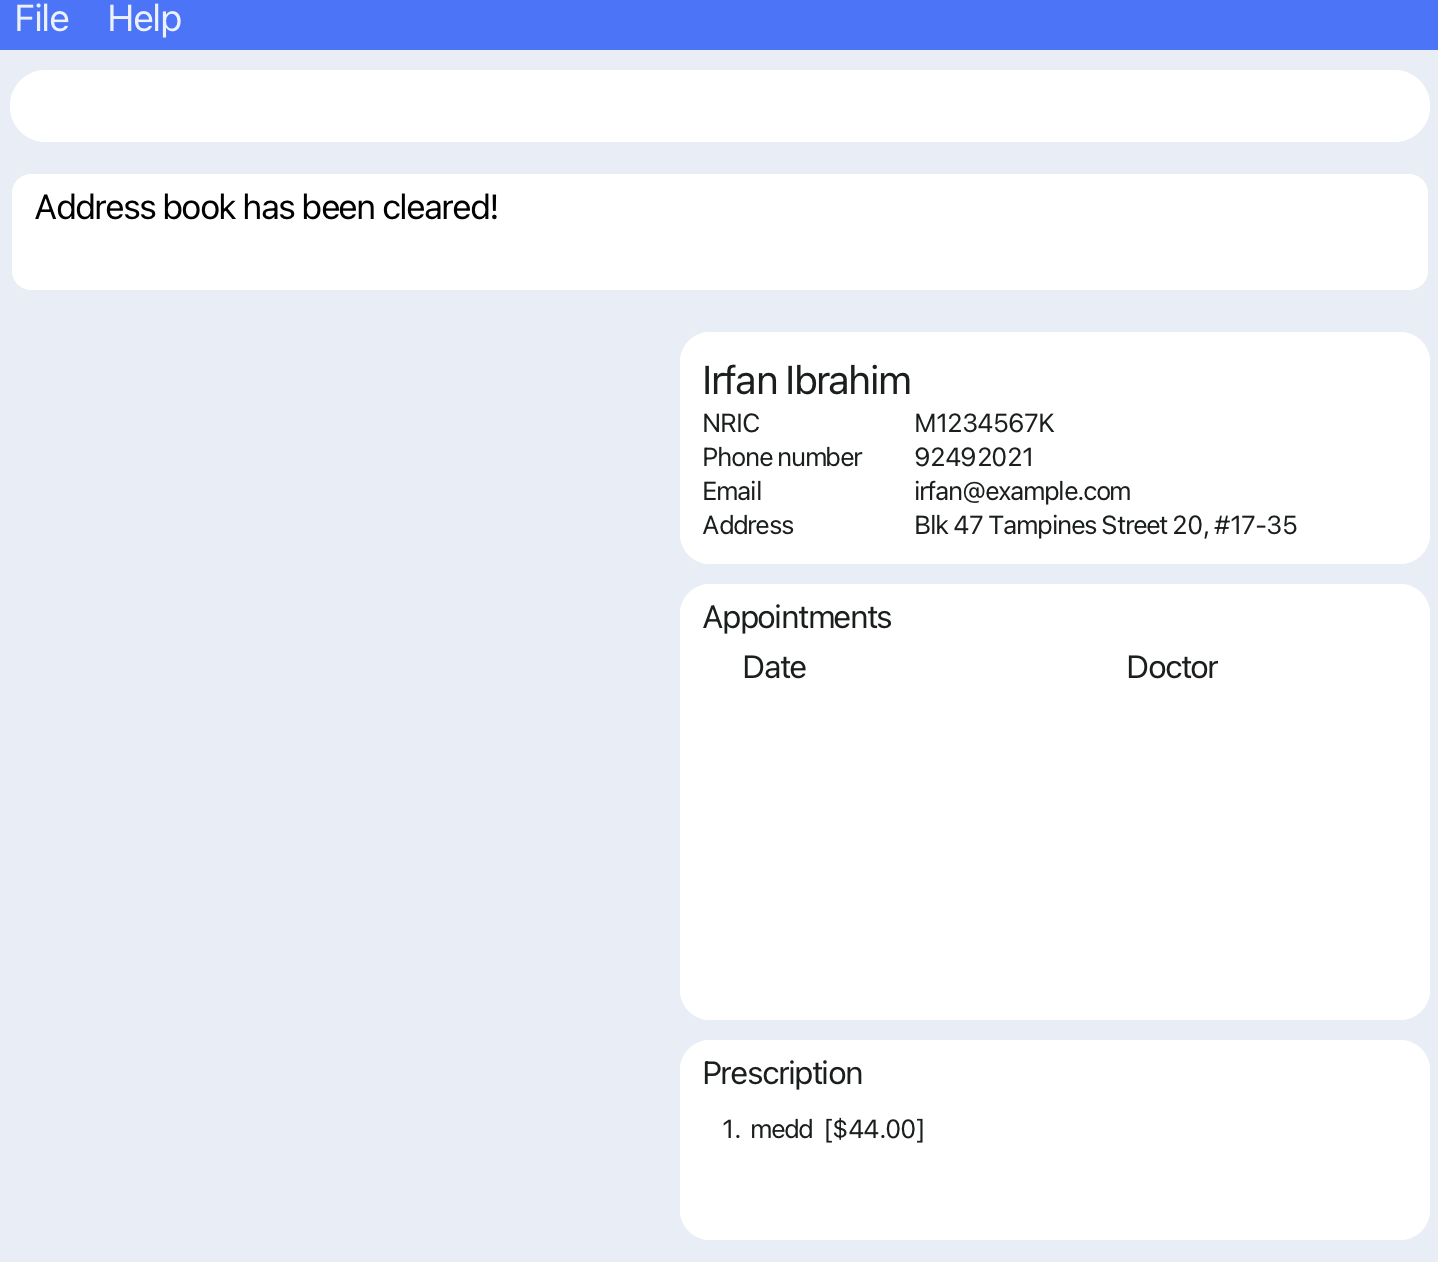 File Help
Address book has been cleared!
Irfan Ibrahim
NRIC M1234567K
Phone number 92492021
Email irfan@example.com
Address Blk 47 Tampines Street 20, #17-35
Appointments
Date Doctor
Prescription
1. medd [$44.00]